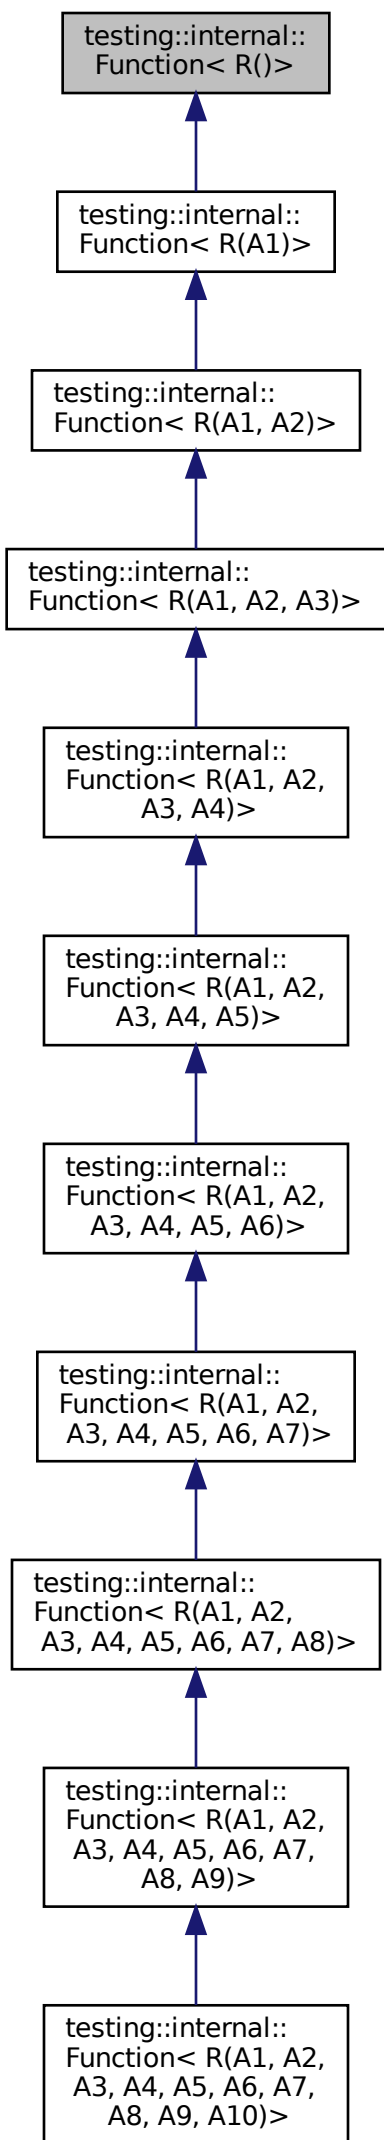 testing::internal::
Function< R()>
testing::internal::
Function< R(A1)>
testing::internal::
Function< R(A1, A2)>
testing::internal::
Function< R(A1, A2, A3)>
testing::internal::
Function< R(A1, A2,
A3, A4)>
testing::internal::
Function< R(A1, A2,
A3, A4, A5)>
testing::internal::
Function< R(A1, A2,
A3, A4, A5, A6)>
testing::internal::
Function< R(A1, A2,
A3, A4, A5, A6, A7)>
testing::internal::
Function< R(A1, A2,
A3, A4, A5, A6, A7, A8)>
testing::internal::
Function< R(A1, A2,
A3, A4, A5, A6, A7,
A8, A9)>
testing::internal::
Function< R(A1, A2,
A3, A4, A5, A6, A7,
A8, A9, A10)>